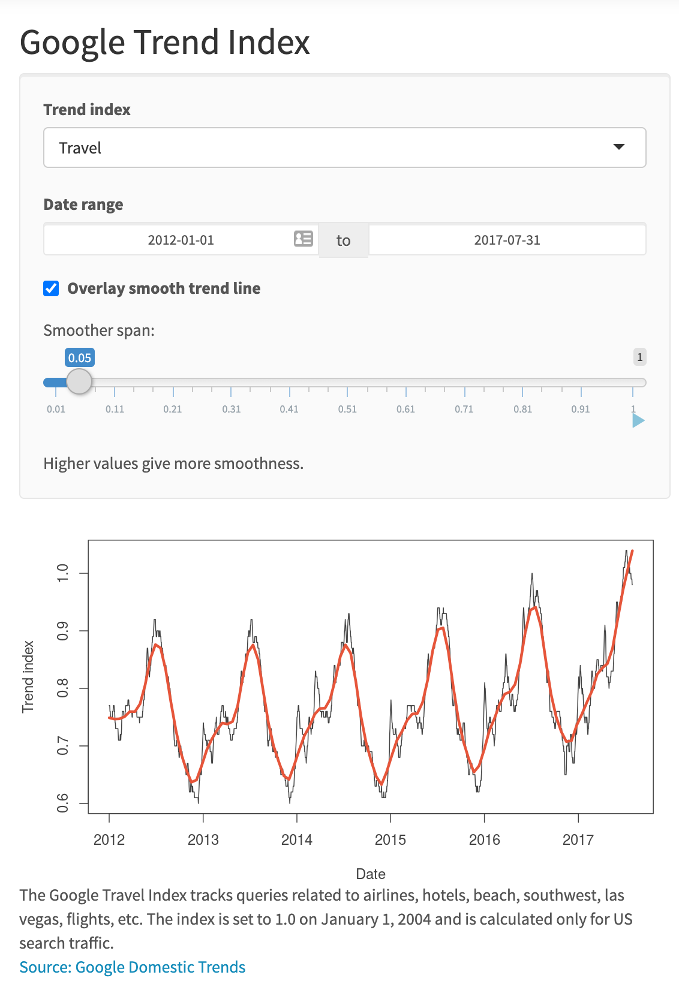 Google Trend Index
Trend index
Travel
Date range
2012-01-01 to 2017-07-31
Overlay smooth trend line
Smoother span:
0.05 1
0.01 0.11 0.21 0.31 0.41 0.51 0.61 0.71 0.81 0.91 1
Higher values give more smoothness.
Trend index
1.0
0.9
0.8
0.7
0.6
2012 2013 2014 2015 2016 2017
Date
The Google Travel Index tracks queries related to airlines, hotels, beach, southwest, las
vegas, flights, etc. The index is set to 1.0 on January 1, 2004 and is calculated only for US
search traffic.
Source: Google Domestic Trends